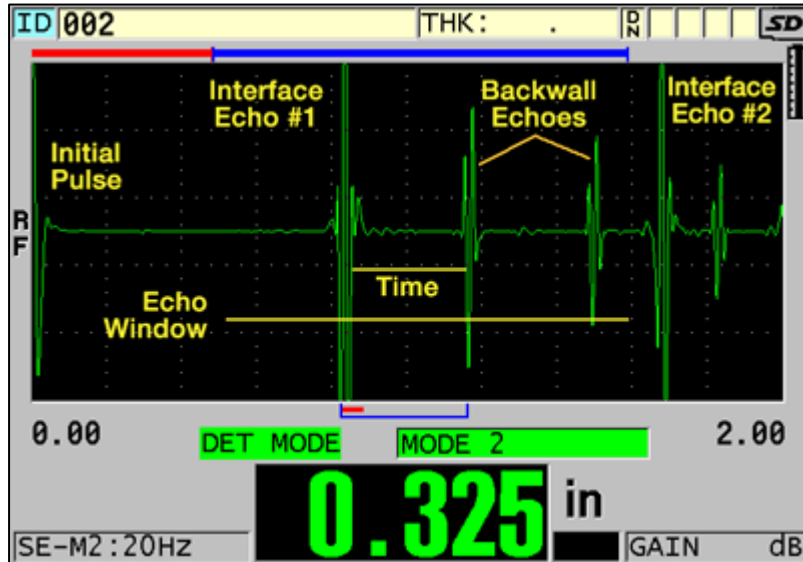 ID 002 THK: . DN SD
Interface Echo #1
Backwall Echoes
Interface Echo #2
Initial Pulse
RF
Time
Echo Window
0.00 2.00
DET MODE MODE 2
0.325 in
SE-M2:20Hz GAIN dB